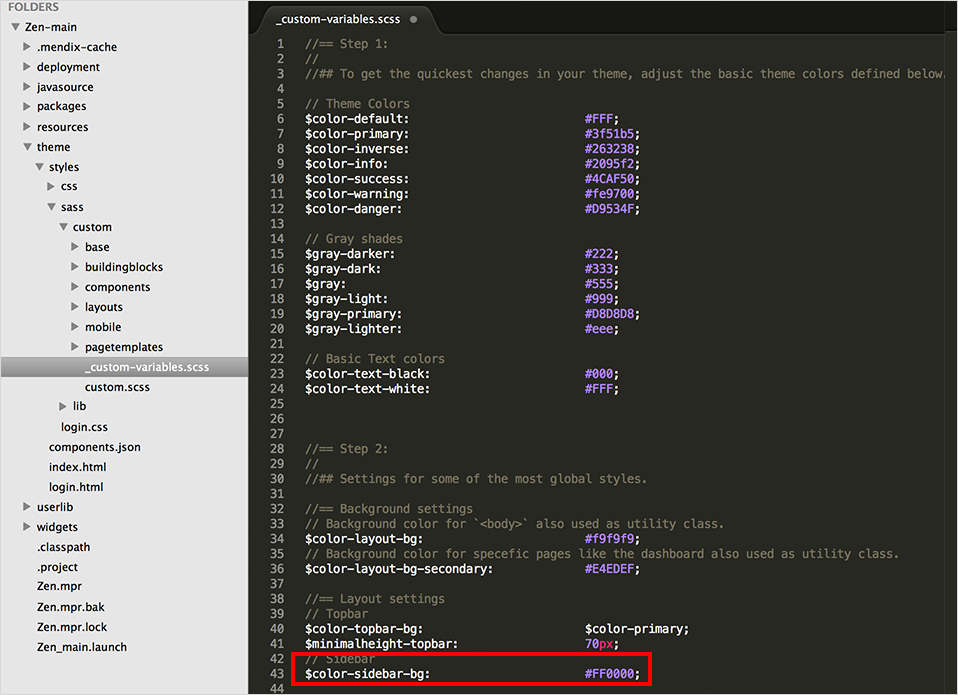 FOLDERS
Zen-main
.mendix-cache
deployment
javasource
packages
resources
theme
styles
css
sass
custom
base
buildingblocks
components
layouts
mobile
pagetemplates
_custom-variables.scss
custom.scss
lib
login.css
components.json
index.html
login.html
userlib
widgets
.classpath
.project
Zen.mpr
Zen.mpr.bak
Zen.mpr.lock
Zen_main.launch
_custom-variables.scss
1 //== Step 1:
2 //
3 //## To get the quickest changes in your theme, adjust the basic theme colors defined below.
4
5 // Theme Colors
6 $color-default: #FFF;
7 $color-primary: #3f51b5;
8 $color-inverse: #263238;
9 $color-info: #2095f2;
10 $color-success: #4CAF50;
11 $color-warning: #fe9700;
12 $color-danger: #D9534F;
13
14 // Gray shades
15 $gray-darker: #222;
16 $gray-dark: #333;
17 $gray: #555;
18 $gray-light: #999;
19 $gray-primary: #D8D8D8;
20 $gray-lighter: #eee;
21
22 // Basic Text colors
23 $color-text-black: #000;
24 $color-text-white: #FFF;
25
26
27
28 //== Step 2:
29 //
30 //## Settings for some of the most global styles.
31
32 //== Background settings
33 // Background color for `<body>` also used as utility class.
34 $color-layout-bg: #f9f9f9;
35 // Background color for specefic pages like the dashboard also used as utility class.
36 $color-layout-bg-secondary: #E4EDEF;
37
38 //== Layout settings
39 // Topbar
40 $color-topbar-bg: $color-primary;
41 $minimalheight-topbar: 70px;
42 // Sidebar
43 $color-sidebar-bg: #FF0000;
44